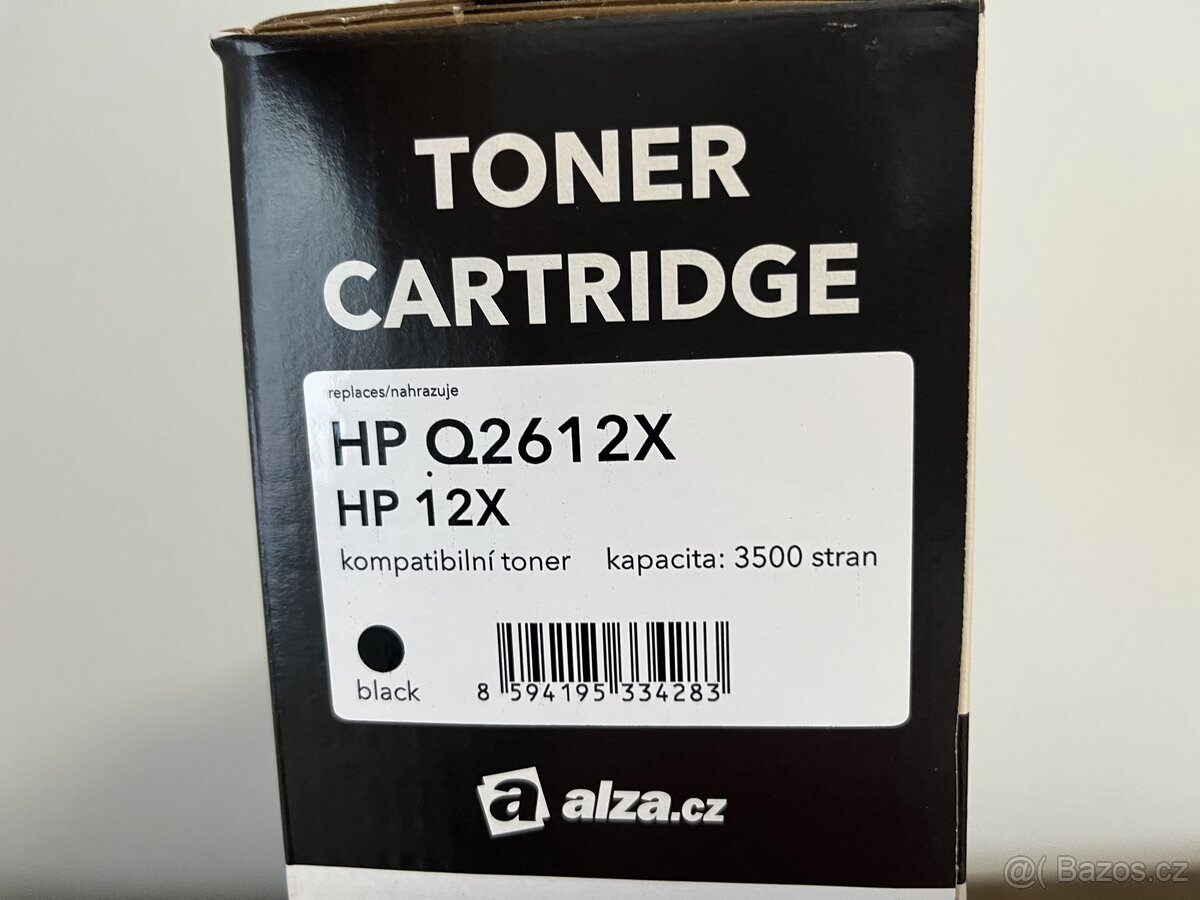 TONER
CARTRIDGE
replaces/nahrazuje
HP Q2612X
HP 12X
kompatibilní toner kapacita: 3500 stran
black
8 594195 334283
a alza.cz
@( Bazos.cz